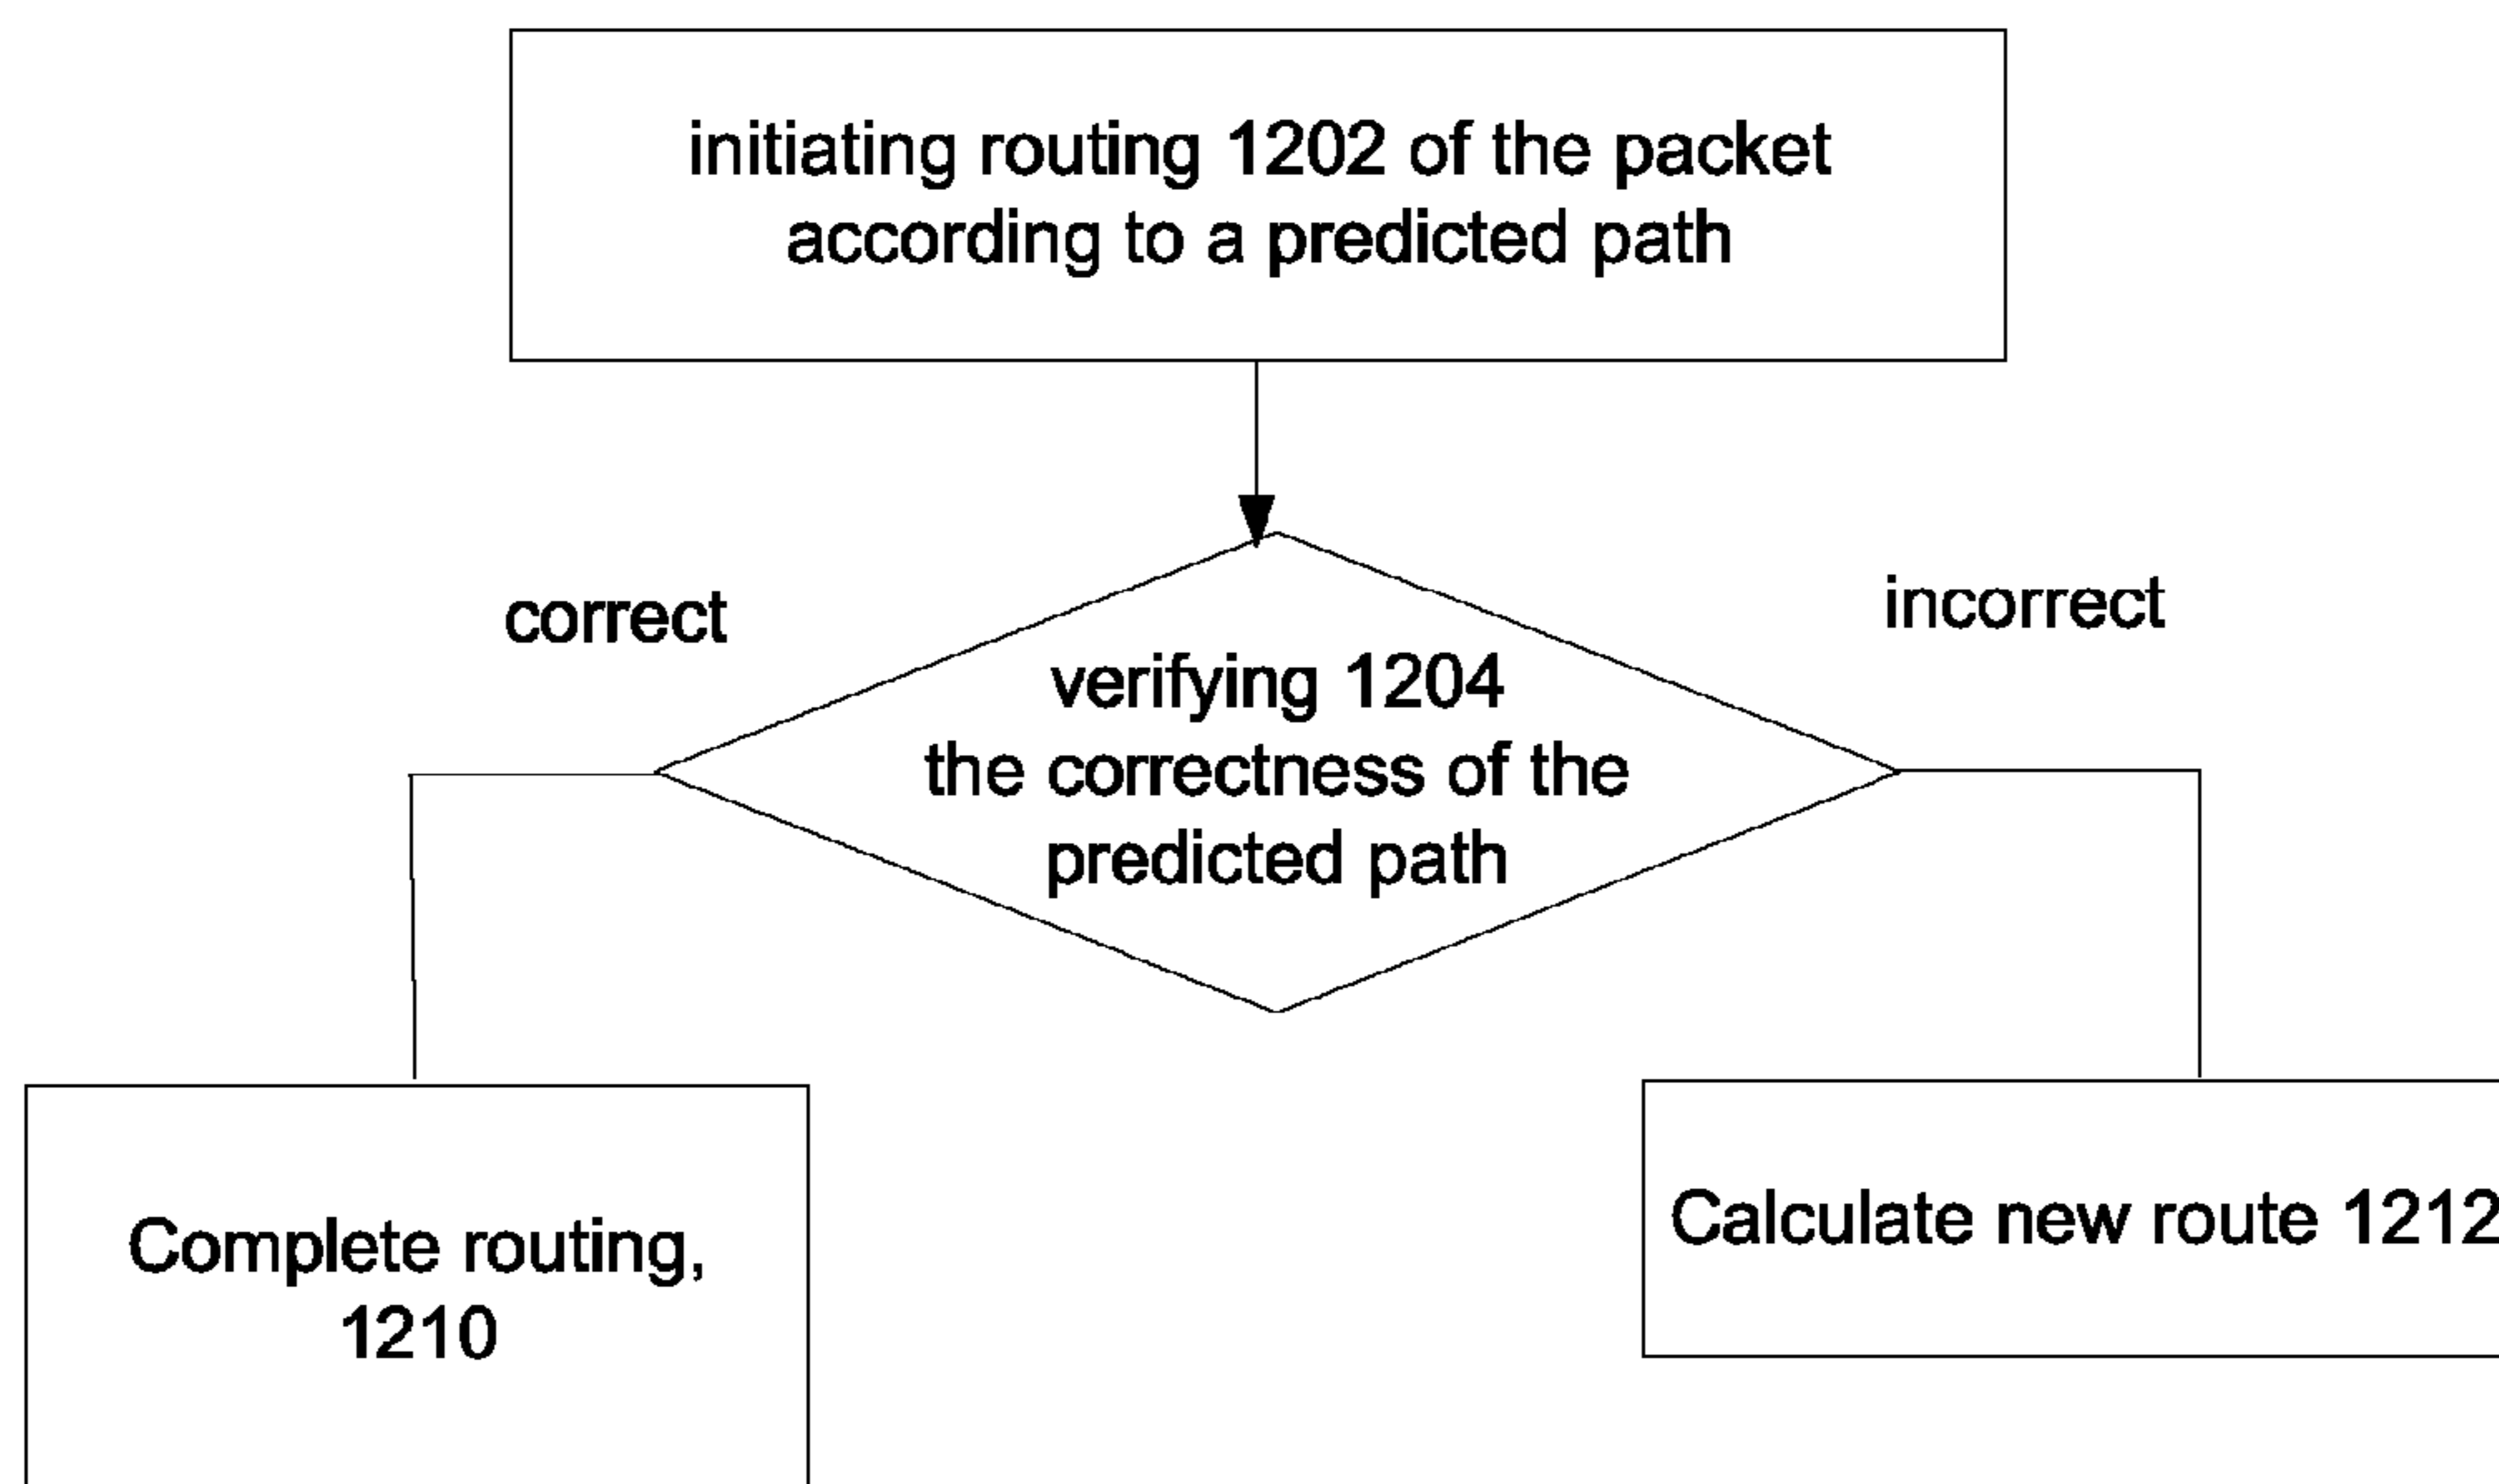 initiating routing 1202 of the packet
according to a predicted path
correct
incorrect
verifying 1204
the correctness of the
predicted path
Complete routing,
1210
Calculate new route 1212